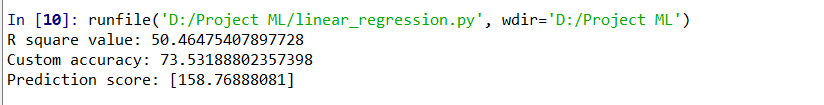 In [10]: runfile('D:/Project ML/linear_regression.py', wdir='D:/Project ML')
R square value: 50.46475407897728
Custom accuracy: 73.53188802357398
Prediction score: [158.76888081]